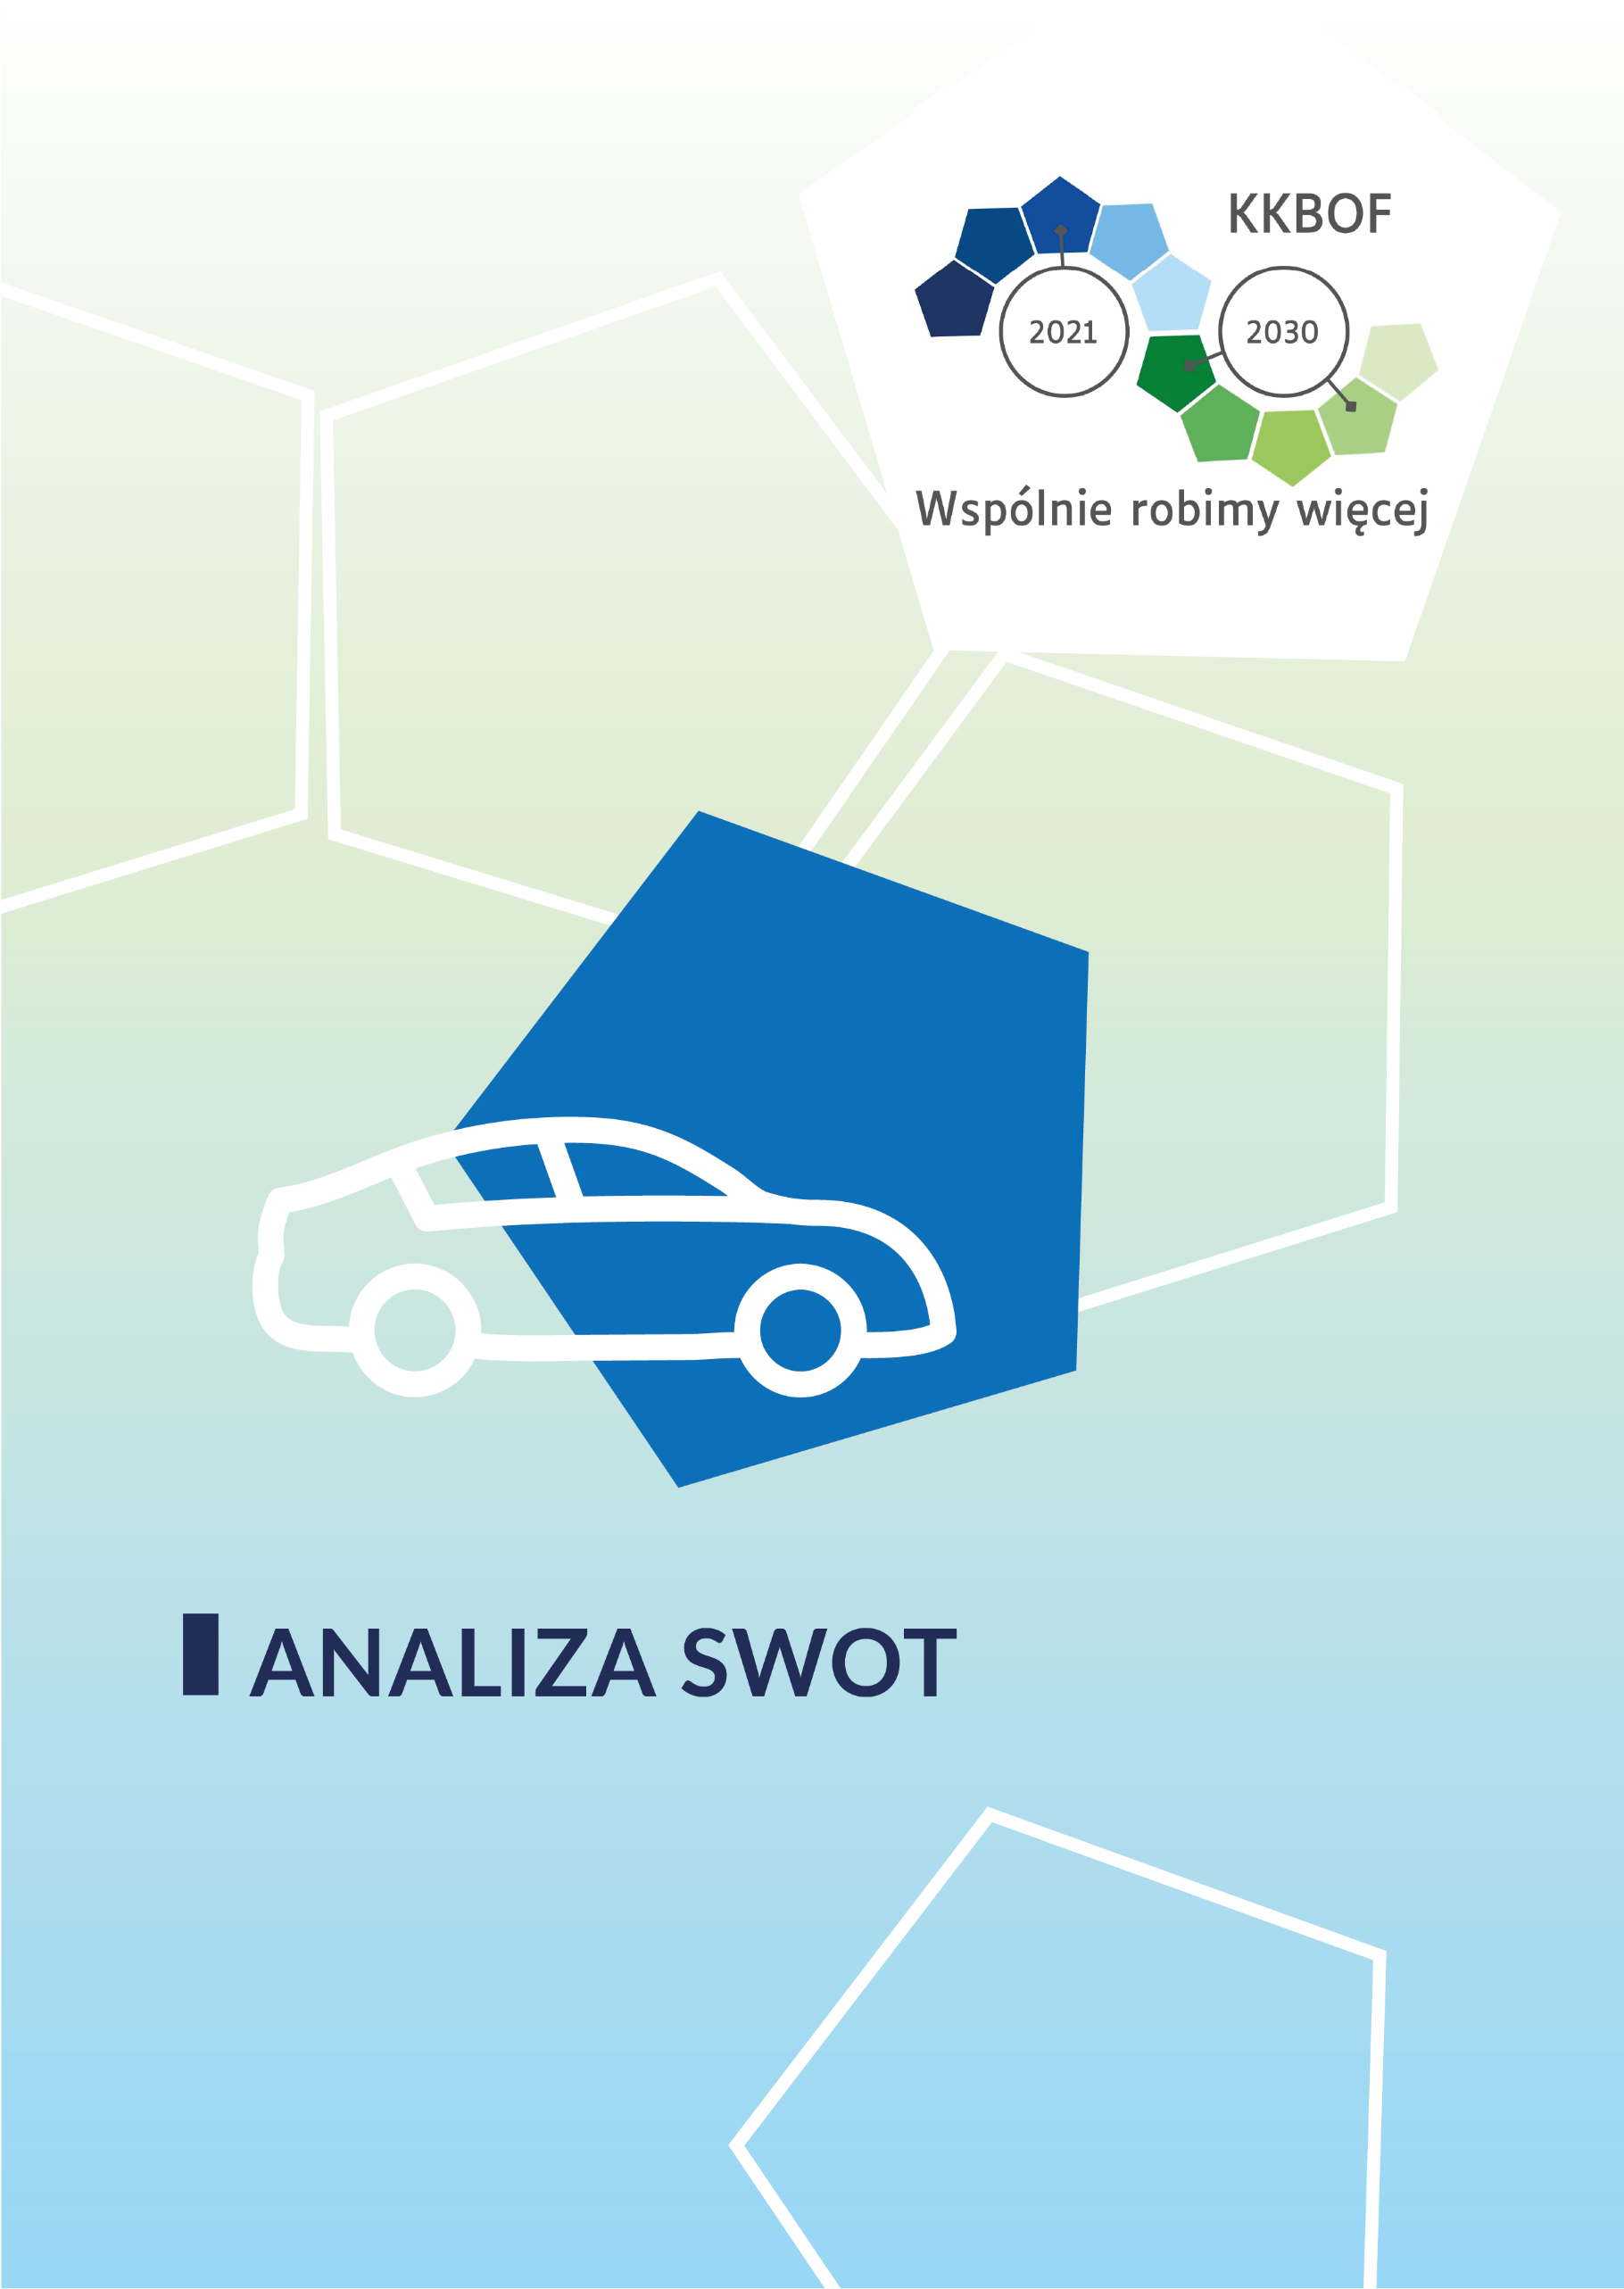 KKBOF
2021
2030
Wspólnie robimy więcej
ANALIZA SWOT